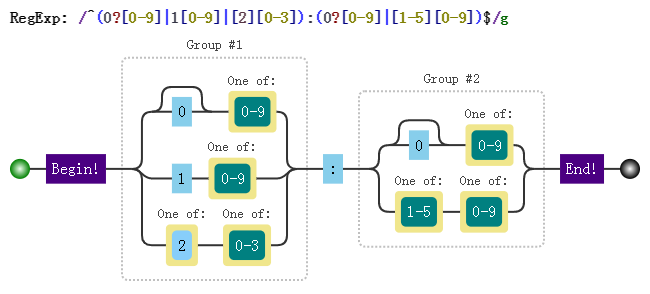 RegExp: /^(0?[0-9]|1[0-9]|[2][0-3]):(0?[0-9]|[1-5][0-9])$/g
Group #1
Group #2
One of:
0
0-9
One of:
0
0-9
One of:
Begin!
1
0-9
:
End!
One of:
One of:
2
0-3
One of:
One of:
1-5
0-9